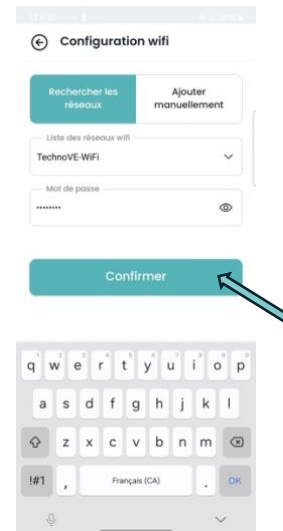 Configuration wifi
Rechercher les
réseaux
Ajouter
manuellement
Liste des réseaux wifi
TechnoVE-WiFi
Mot de passe
••••••••
Confirmer
q w e r t y u i o p
a s d f g h j k l
z x c v b n m
!#1 , Français (CA) . OK